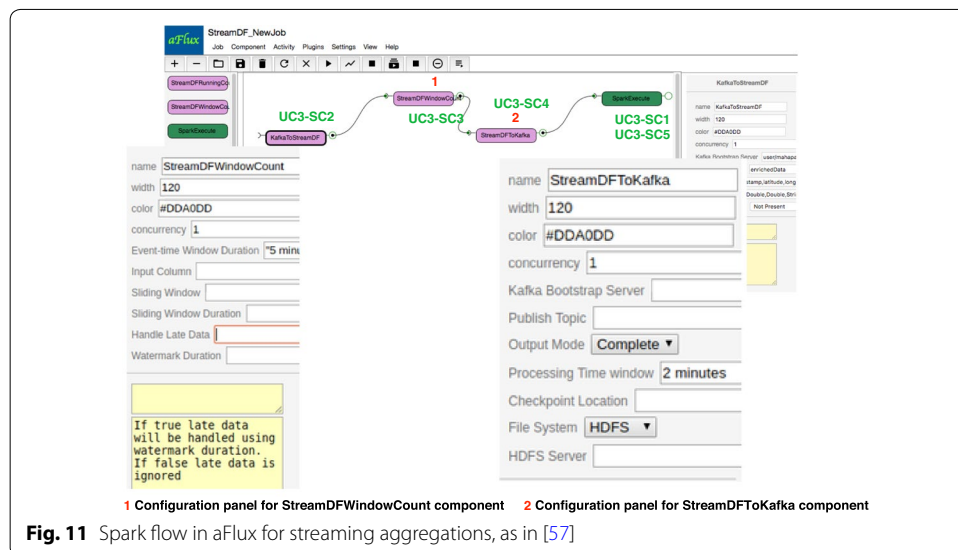 aFlux
StreamDF_NewJob
Job Component Activity Plugins Settings View Help
StreamDFRunningCo
StreamDFWindowCo
SparkExecute
1
StreamDFWindowCount
UC3-SC2
UC3-SC3
UC3-SC4
2
KafkaToStreamDF
StreamDFToKafka
SparkExecute
UC3-SC1
UC3-SC5
KafkaToStreamDF
name KafkaToStreamDF
width 120
color #DDA0DD
concurrency 1
Kafka Bootstrap Server user/mahapa
enrichedData
stamp,latitude,long
Double,Double,Stri
Not Present
name StreamDFWindowCount
width 120
color #DDA0DD
concurrency 1
Event-time Window Duration "5 minu
Input Column
Sliding Window
Sliding Window Duration
Handle Late Data
Watermark Duration
If true late data
will be handled using
watermark duration.
If false late data is
ignored
name StreamDFToKafka
width 120
color #DDA0DD
concurrency 1
Kafka Bootstrap Server
Publish Topic
Output Mode Complete
Processing Time window 2 minutes
Checkpoint Location
File System HDFS
HDFS Server
1 Configuration panel for StreamDFWindowCount component 2 Configuration panel for StreamDFToKafka component
Fig. 11 Spark flow in aFlux for streaming aggregations, as in [57]